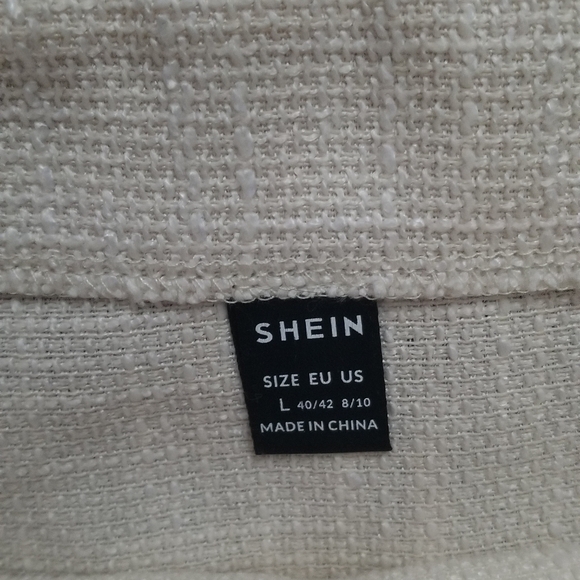 SHEIN
SIZE EU US
L 40/42 8/10
MADE IN CHINA